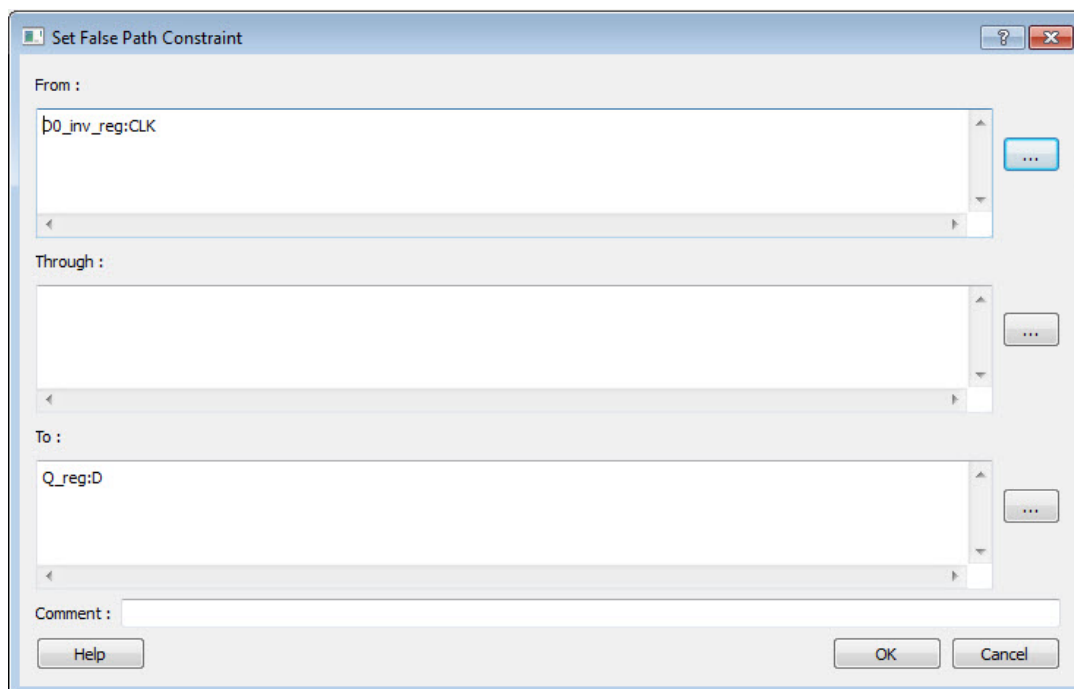 Set False Path Constraint
?
From :
D0_inv_reg:CLK
...
Through :
...
To :
Q_reg:D
...
Comment :
Help
OK
Cancel